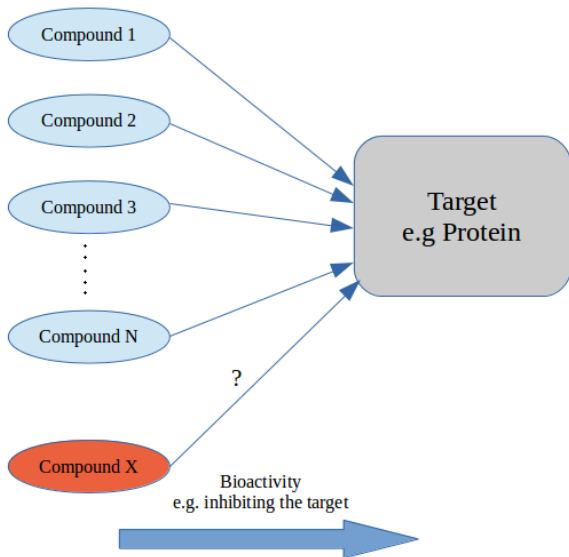 Compound 1
Compound 2
Compound 3
Compound N
Compound X
Target
e.g Protein
?
Bioactivity
e.g. inhibiting the target